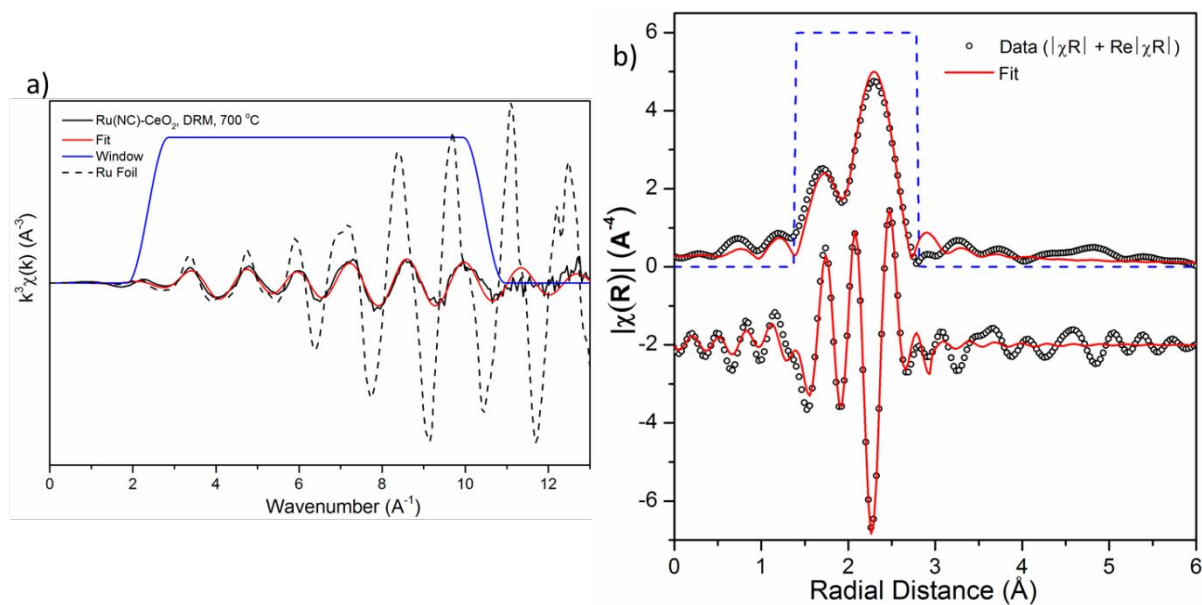 a)
Ru(NC)-CeO₂, DRM, 700 °C
Fit
Window
Ru Foil
k³χ(k) (A⁻³)
0 2 4 6 8 10 12
Wavenumber (A⁻¹)
b)
Data (|χR| + Re|χR|)
Fit
6
4
2
0
-2
-4
-6
|χ(R)| (A⁻⁴)
0 1 2 3 4 5 6
Radial Distance (Å)